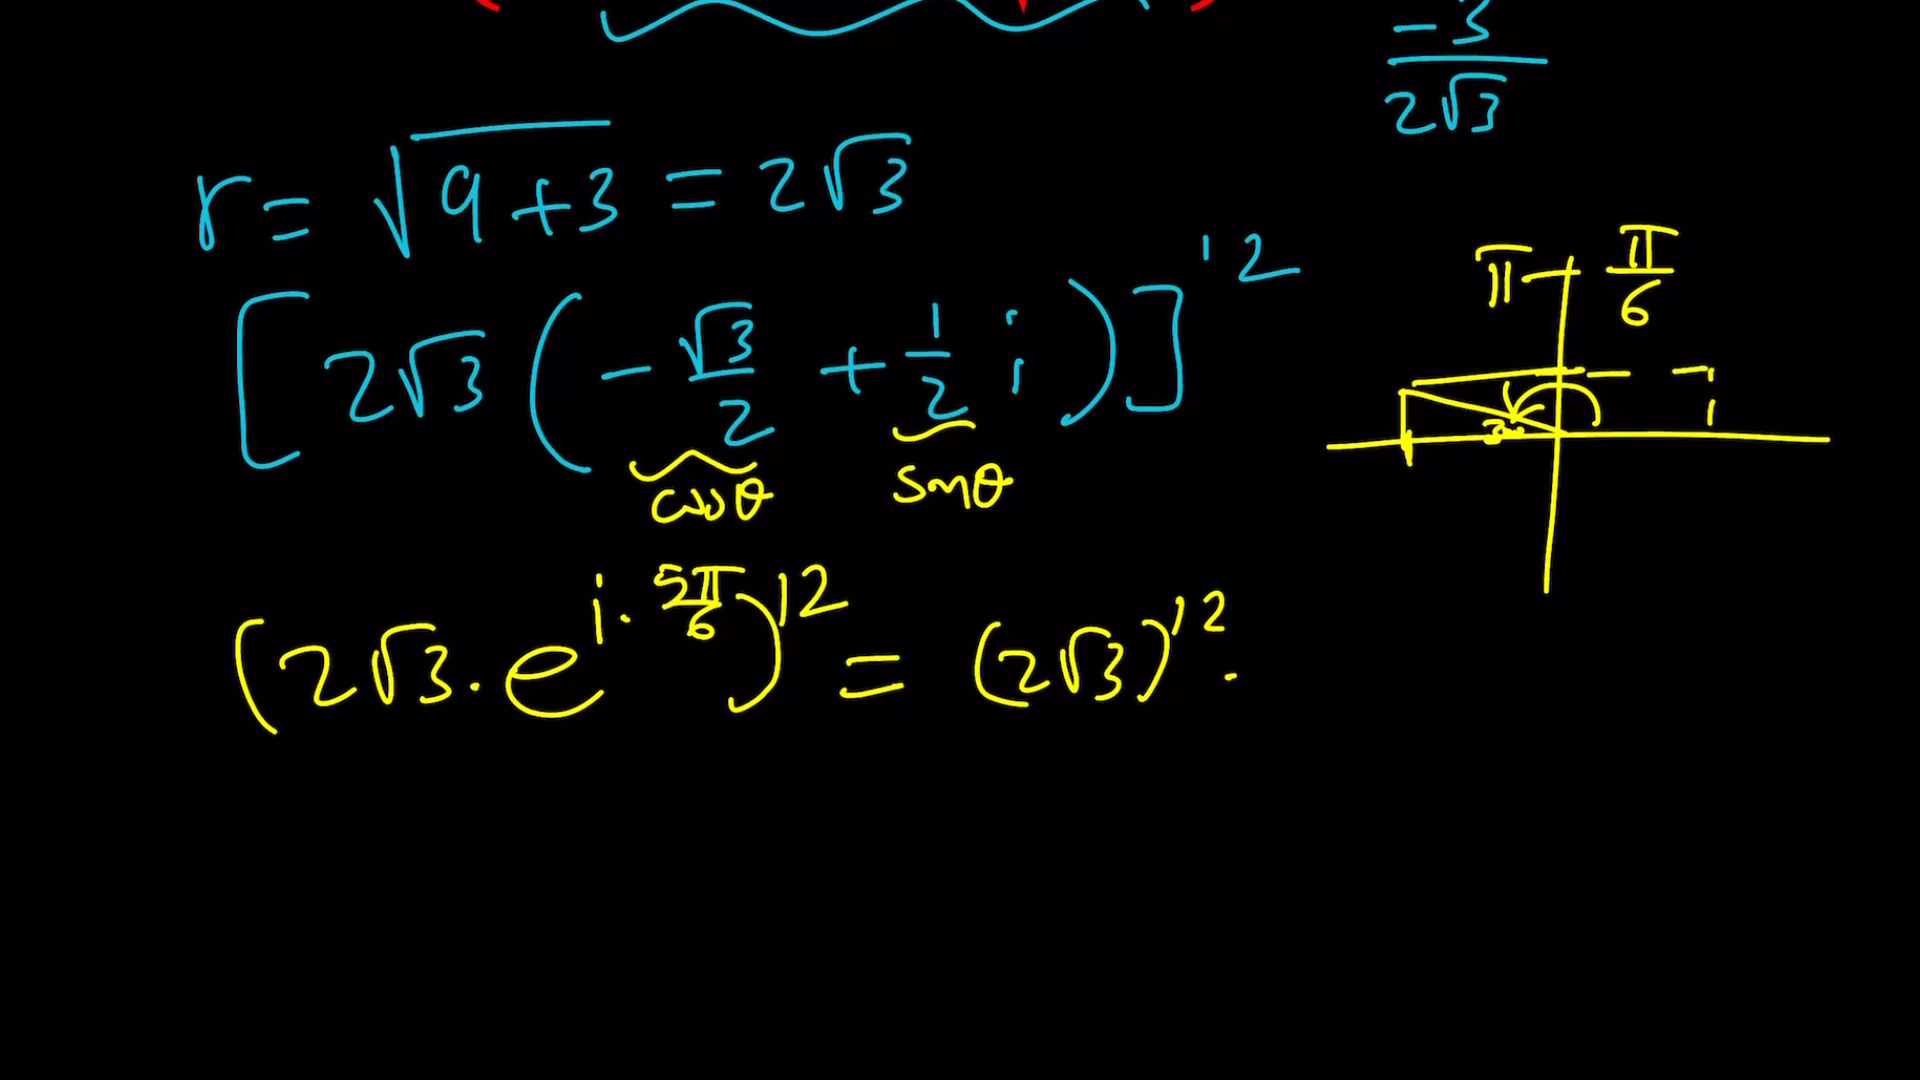 -3
2√3
r = √9+3 = 2√3
π - π/6
[2√3(-√3/2 + 1/2 i)]¹²
cosθ sinθ
(2√3 · e^(i · 5π/6))¹² = (2√3)¹² ·